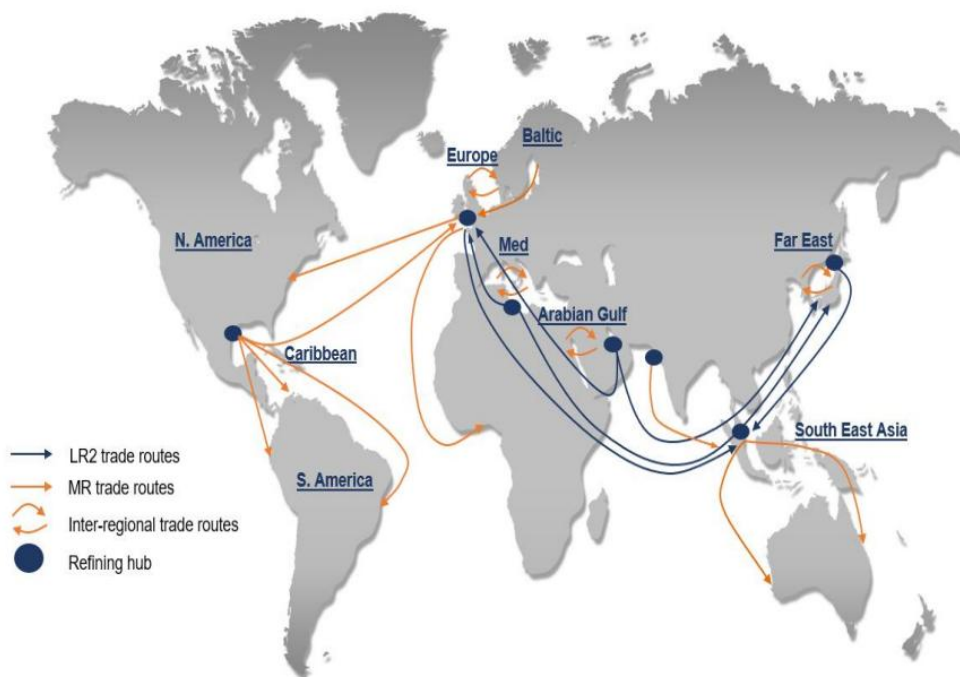 Baltic
Europe
N. America
Med
Far East
Arabian Gulf
Caribbean
South East Asia
S. America
LR2 trade routes
MR trade routes
Inter-regional trade routes
Refining hub